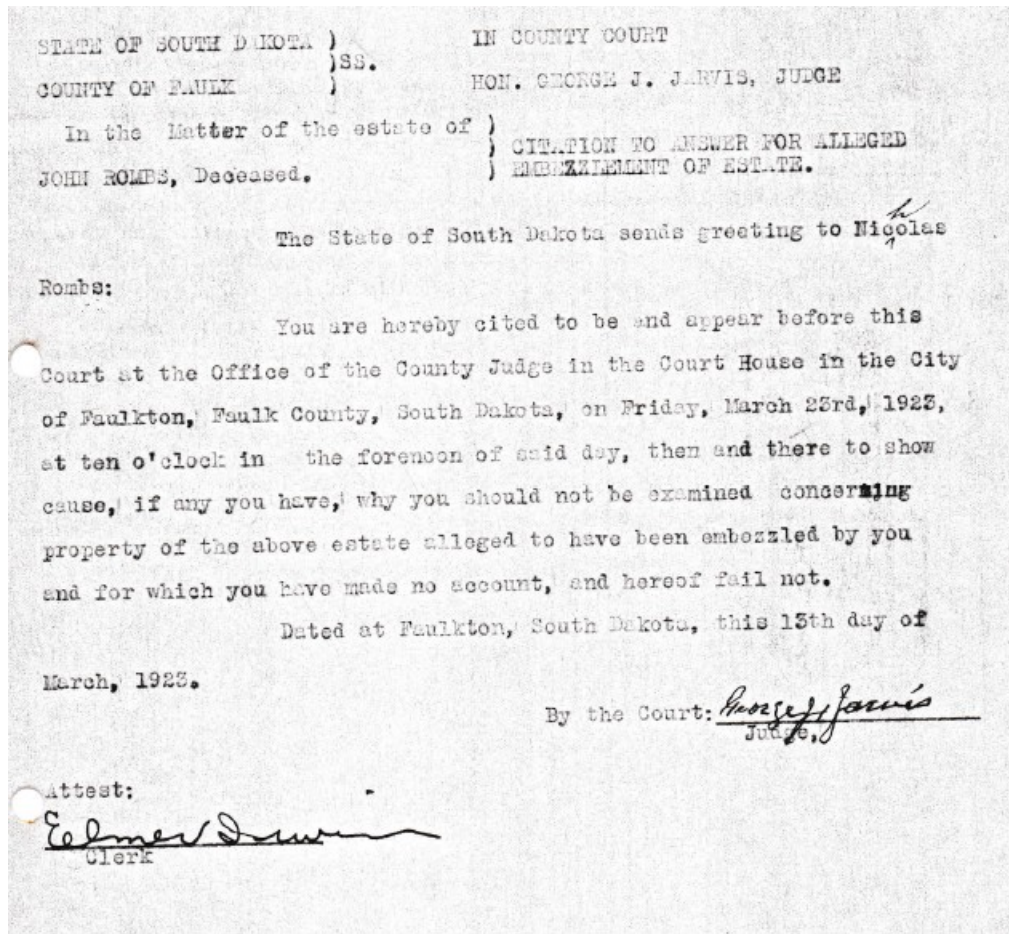 STATE OF SOUTH DAKOTA ) IN COUNTY COURT
)SS.
COUNTY OF FAULK ) HON. GEORGE J. JARVIS, JUDGE
In the Matter of the estate of )
) CITATION TO ANSWER FOR ALLEGED
JOHN ROMBS, Deceased. ) EMBEZZLEMENT OF ESTATE.
h
The State of South Dakota sends greeting to Nicolas
Rombs:
You are hereby cited to be and appear before this
Court at the Office of the County Judge in the Court House in the City
of Faulkton, Faulk County, South Dakota, on Friday, March 23rd, 1923,
at ten o'clock in the forenoon of said day, then and there to show
cause, if any you have, why you should not be examined concerning
property of the above estate alleged to have been embezzled by you
and for which you have made no account, and hereof fail not.
Dated at Faulkton, South Dakota, this 13th day of
March, 1923.
By the Court: George J. Jarvis
Judge,
Attest:
Elmer
Clerk